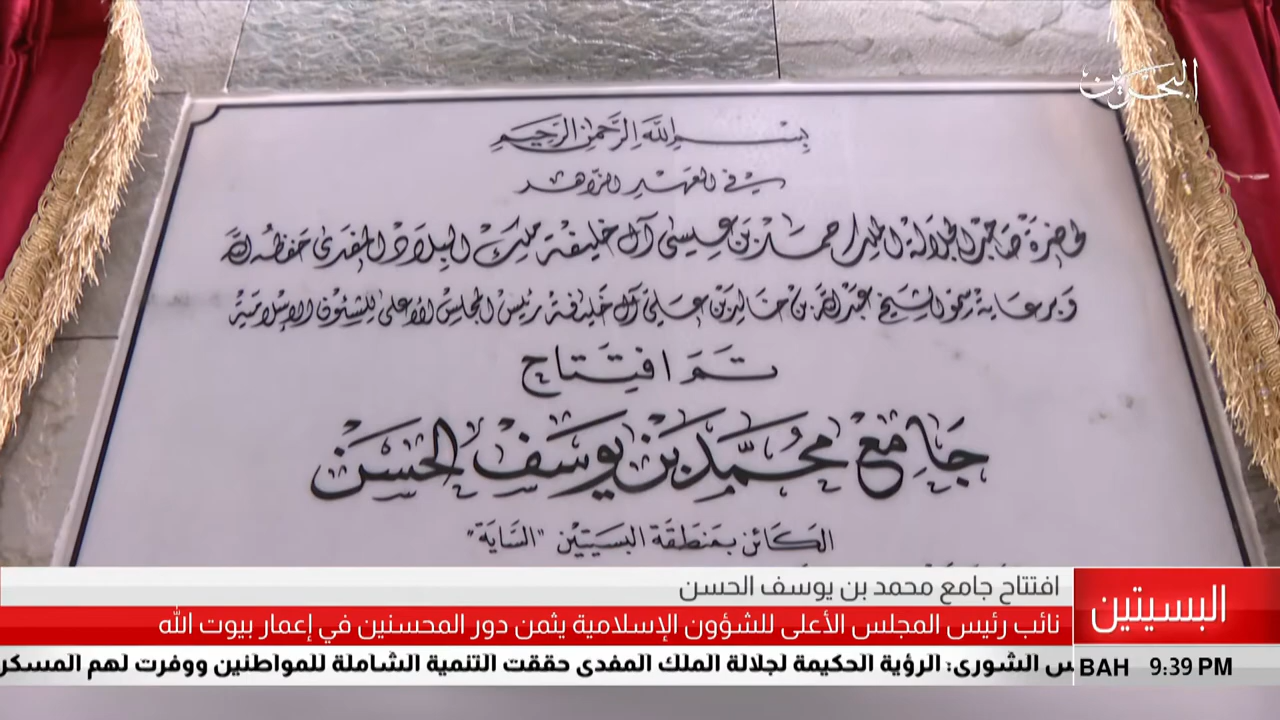 البحرين
بسم الله الرحمن الرحيم
في العهد الزاهر
لحضرة صاحب الجلالة الملك حمد بن عيسى آل خليفة ملك البلاد المفدى حفظه الله
وبرعاية سمو الشيخ عبدالله بن خالد بن علي آل خليفة رئيس المجلس الأعلى للشئون الإسلامية
تم افتتاح
جامع محمد بن يوسف الحسن
الكائن بمنطقة البسيتين "الساية"
افتتاح جامع محمد بن يوسف الحسن
البسيتين
نائب رئيس المجلس الأعلى للشؤون الإسلامية يثمن دور المحسنين في إعمار بيوت الله
س الشورى: الرؤية الحكيمة لجلالة الملك المفدى حققت التنمية الشاملة للمواطنين ووفرت لهم المسكن
BAH 9:39 PM